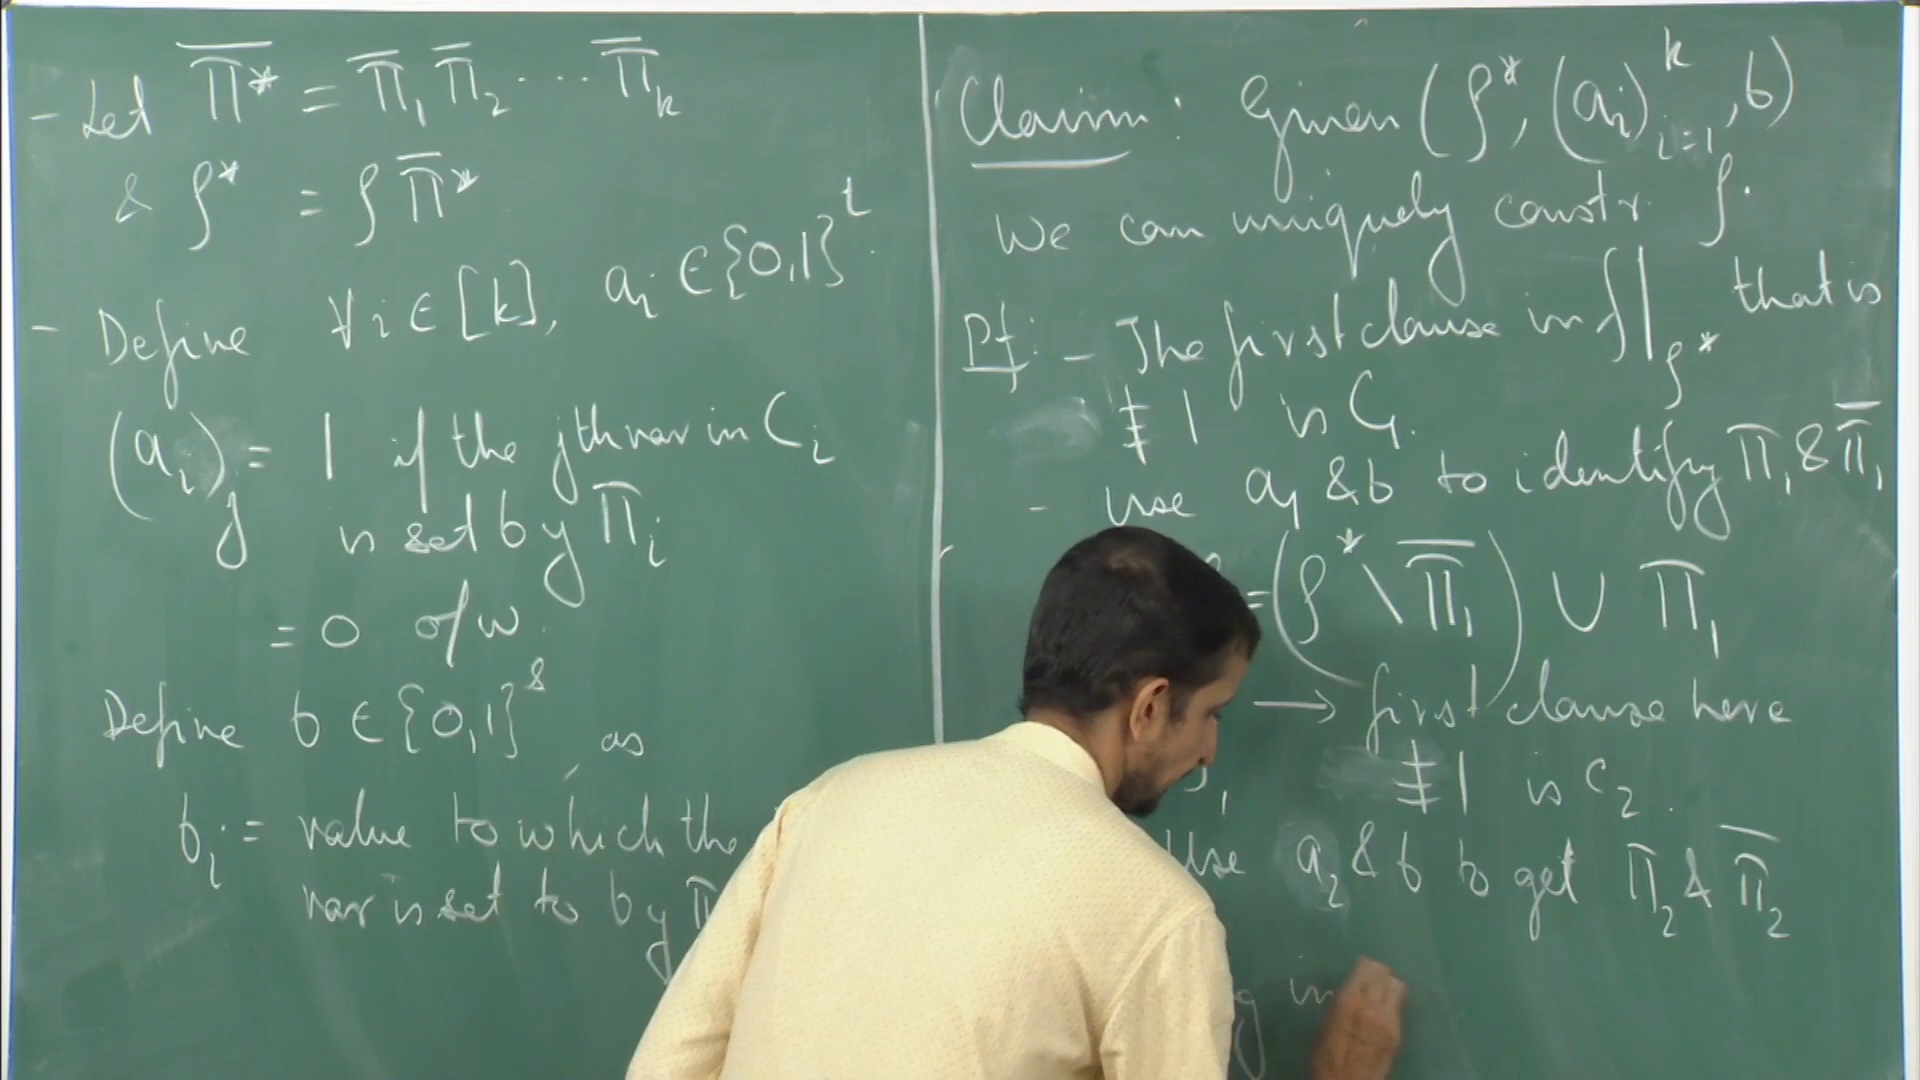 - Let π̄* = π̄₁ π̄₂ ... π̄ₖ
& ρ* = ρ π̄*
- Define ∀i ∈ [k], aᵢ ∈ {0,1}ᵗ.
(aᵢ)ⱼ = 1 if the jth var in Cᵢ
is set by πᵢ
= 0 o/w.
Define b ∈ {0,1}ˢ as
bᵢ = value to which the
var is set to by π
Claim: Given (ρ*, (aᵢ)ᵢ₌₁ᵏ, b)
we can uniquely constr. ρ.
Pf: - The first clause in f|ρ* that is
≢ 1 is C₁.
- Use a₁ & b to identify π₁ & π̄₁
= (ρ* \ π̄₁) ∪ π₁
→ first clause here
≢ 1 is C₂.
Use a₂ & b to get π₂ & π̄₂